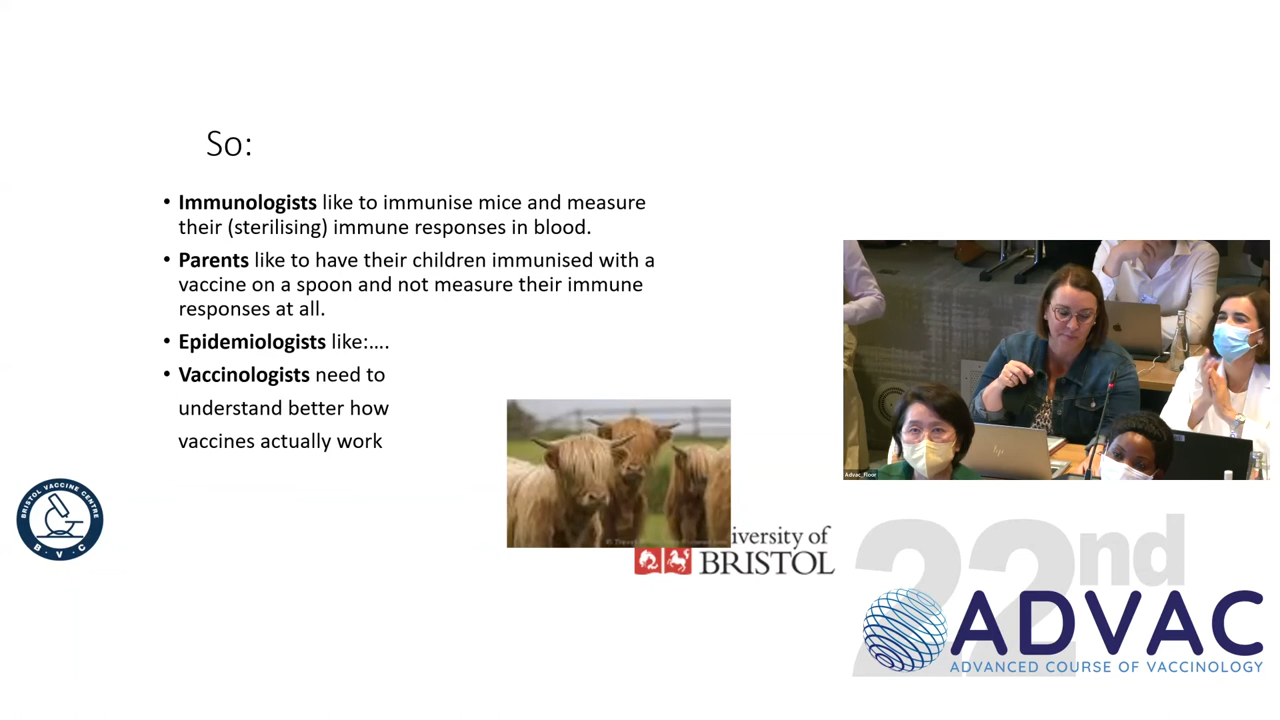 So:
• Immunologists like to immunise mice and measure
their (sterilising) immune responses in blood.
• Parents like to have their children immunised with a
vaccine on a spoon and not measure their immune
responses at all.
• Epidemiologists like:….
• Vaccinologists need to
understand better how
vaccines actually work
Advac_Floor
BRISTOL VACCINE CENTRE
B·V·C
iversity of
BRISTOL
22nd
ADVAC
ADVANCED COURSE OF VACCINOLOGY